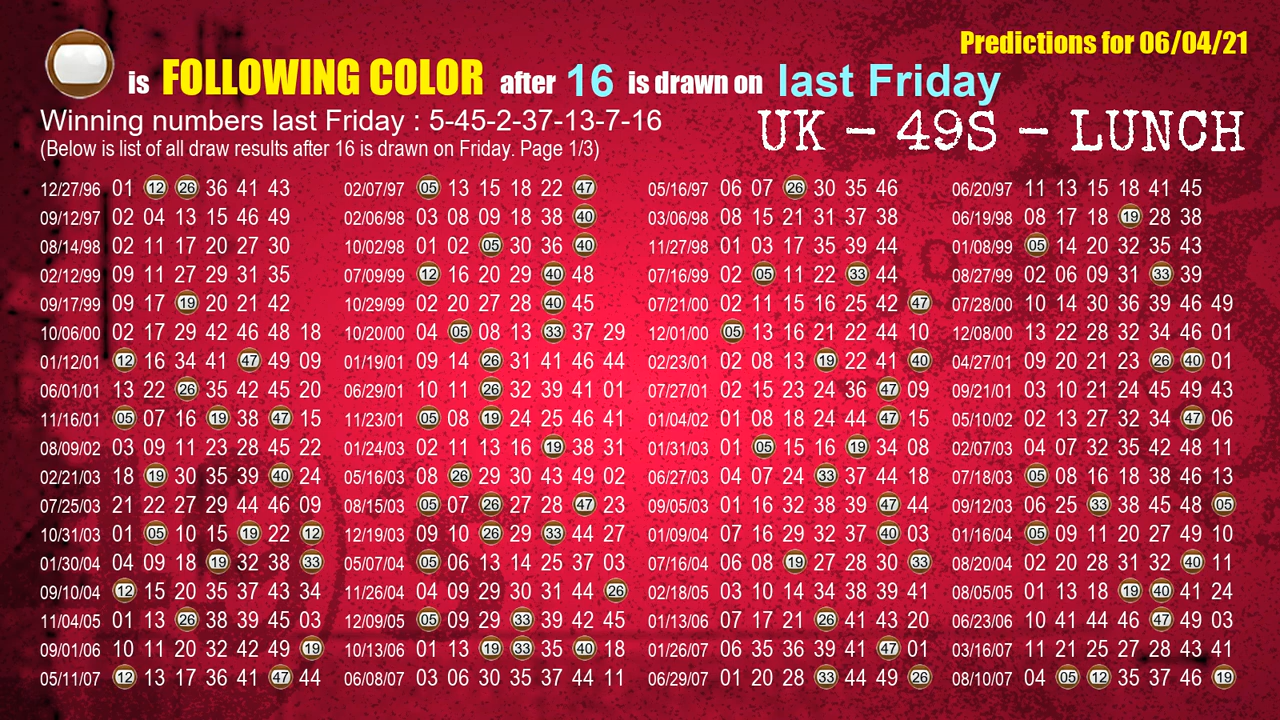 Predictions for 06/04/21
is FOLLOWING COLOR after 16 is drawn on last Friday
Winning numbers last Friday : 5-45-2-37-13-7-16
UK - 49S - LUNCH
(Below is list of all draw results after 16 is drawn on Friday. Page 1/3)
12/27/96 01 12 26 36 41 43 02/07/97 05 13 15 18 22 47 05/16/97 06 07 26 30 35 46 06/20/97 11 13 15 18 41 45
09/12/97 02 04 13 15 46 49 02/06/98 03 08 09 18 38 40 03/06/98 08 15 21 31 37 38 06/19/98 08 17 18 19 28 38
08/14/98 02 11 17 20 27 30 10/02/98 01 02 05 30 36 40 11/27/98 01 03 17 35 39 44 01/08/99 05 14 20 32 35 43
02/12/99 09 11 27 29 31 35 07/09/99 12 16 20 29 40 48 07/16/99 02 05 11 22 33 44 08/27/99 02 06 09 31 33 39
09/17/99 09 17 19 20 21 42 10/29/99 02 20 27 28 40 45 07/21/00 02 11 15 16 25 42 47 07/28/00 10 14 30 36 39 46 49
10/06/00 02 17 29 42 46 48 18 10/20/00 04 05 08 13 33 37 29 12/01/00 05 13 16 21 22 44 10 12/08/00 13 22 28 32 34 46 01
01/12/01 12 16 34 41 47 49 09 01/19/01 09 14 26 31 41 46 44 02/23/01 02 08 13 19 22 41 40 04/27/01 09 20 21 23 26 40 01
06/01/01 13 22 26 35 42 45 20 06/29/01 10 11 26 32 39 41 01 07/27/01 02 15 23 24 36 47 09 09/21/01 03 10 21 24 45 49 43
11/16/01 05 07 16 19 38 47 15 11/23/01 05 08 19 24 25 46 41 01/04/02 01 08 18 24 44 47 15 05/10/02 02 13 27 32 34 47 06
08/09/02 03 09 11 23 28 45 22 01/24/03 02 11 13 16 19 38 31 01/31/03 01 05 15 16 19 34 08 02/07/03 04 07 32 35 42 48 11
02/21/03 18 19 30 35 39 40 24 05/16/03 08 26 29 30 43 49 02 06/27/03 04 07 24 33 37 44 18 07/18/03 05 08 16 18 38 46 13
07/25/03 21 22 27 29 44 46 09 08/15/03 05 07 26 27 28 47 23 09/05/03 01 16 32 38 39 47 44 09/12/03 06 25 33 38 45 48 05
10/31/03 01 05 10 15 19 22 12 12/19/03 09 10 26 29 33 44 27 01/09/04 07 16 29 32 37 40 03 01/16/04 05 09 11 20 27 49 10
01/30/04 04 09 18 19 32 38 33 05/07/04 05 06 13 14 25 37 03 07/16/04 06 08 19 27 28 30 33 08/20/04 02 20 28 31 32 40 11
09/10/04 12 15 20 35 37 43 34 11/26/04 04 09 29 30 31 44 26 02/18/05 03 10 14 34 38 39 41 08/05/05 01 13 18 19 40 41 24
11/04/05 01 13 26 38 39 45 03 12/09/05 05 09 29 33 39 42 45 01/13/06 07 17 21 26 41 43 20 06/23/06 10 41 44 46 47 49 03
09/01/06 10 11 20 32 42 49 19 10/13/06 01 13 19 33 35 40 18 01/26/07 06 35 36 39 41 47 01 03/16/07 11 21 25 27 28 43 41
05/11/07 12 13 17 36 41 47 44 06/08/07 03 06 30 35 37 44 11 06/29/07 01 20 28 33 44 49 26 08/10/07 04 05 12 35 37 46 19